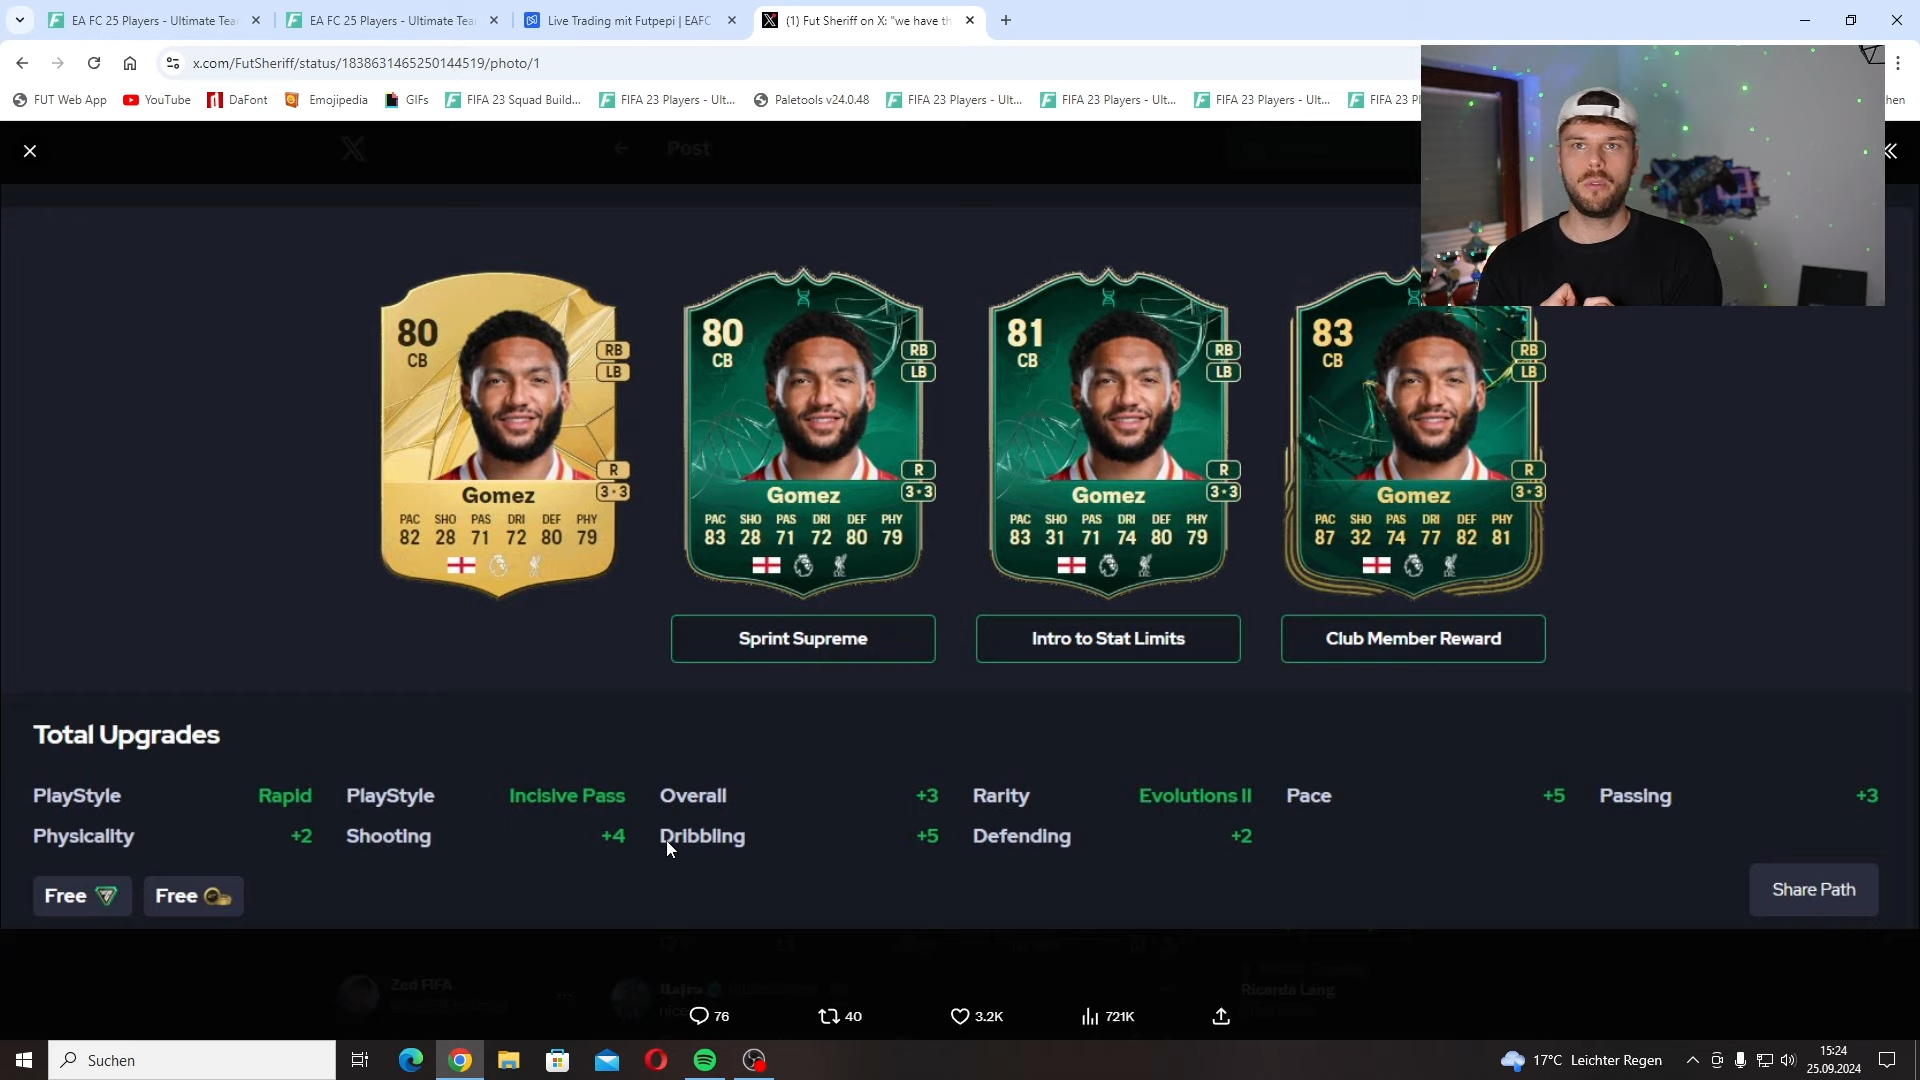 EA FC 25 Players - Ultimate Tea
EA FC 25 Players - Ultimate Tea
Live Trading mit Futpepi | EAFC
(1) Fut Sheriff on X: "we have th
x.com/FutSheriff/status/1838631465250144519/photo/1
FUT Web App
YouTube
DaFont
Emojipedia
GIFs
FIFA 23 Squad Build...
FIFA 23 Players - Ult...
Paletools v24.0.48
FIFA 23 Players - Ult...
FIFA 23 Players - Ult...
FIFA 23 Players - Ult...
FIFA 23 Pl
hen
Post
80
CB
RB
LB
R
3★3
Gomez
PAC SHO PAS DRI DEF PHY
82 28 71 72 80 79
80
CB
RB
LB
R
3★3
Gomez
PAC SHO PAS DRI DEF PHY
83 28 71 72 80 79
Sprint Supreme
81
CB
RB
LB
R
3★3
Gomez
PAC SHO PAS DRI DEF PHY
83 31 71 74 80 79
Intro to Stat Limits
83
CB
RB
LB
R
3★3
Gomez
PAC SHO PAS DRI DEF PHY
87 32 74 77 82 81
Club Member Reward
Total Upgrades
PlayStyle Rapid PlayStyle Incisive Pass Overall +3 Rarity Evolutions II Pace +5 Passing +3
Physicality +2 Shooting +4 Dribbling +5 Defending +2
Free Free
Share Path
Zed FIFA
Ricarda Lang
76 40 3.2K 721K
Suchen
17°C Leichter Regen
15:24
25.09.2024